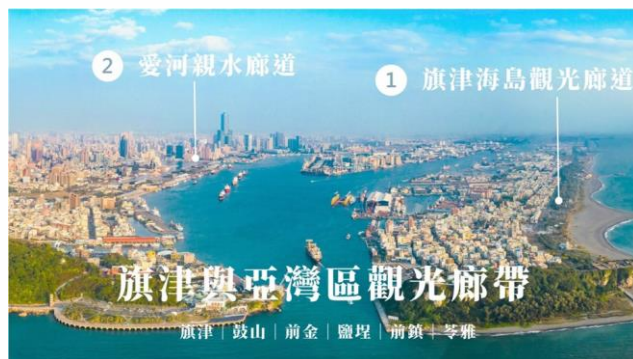 2 愛河親水廊道
1 旗津海島觀光廊道
旗津與亞灣區觀光廊帶
旗津｜鼓山｜前金｜鹽埕｜前鎮｜苓雅